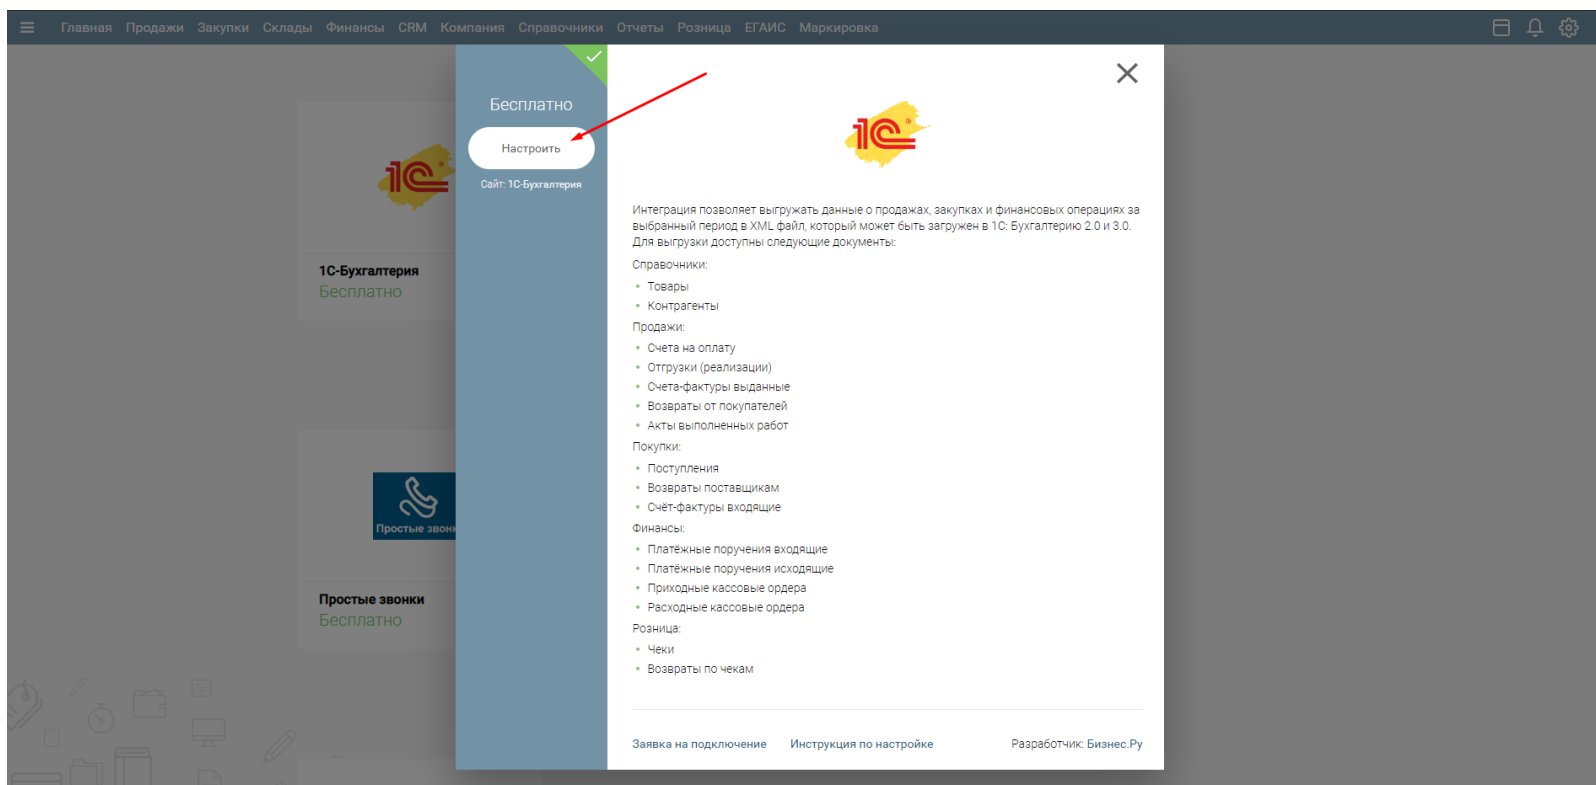 Главная Продажи Закупки Склады Финансы CRM Компания Справочники Отчеты Розница ЕГАИС Маркировка
1С
1С-Бухгалтерия
Бесплатно
Простые звонк
Простые звонки
Бесплатно
Бесплатно
Настроить
Сайт: 1С-Бухгалтерия
1С
Интеграция позволяет выгружать данные о продажах, закупках и финансовых операциях за
выбранный период в XML файл, который может быть загружен в 1С: Бухгалтерию 2.0 и 3.0.
Для выгрузки доступны следующие документы:
Справочники:
• Товары
• Контрагенты
Продажи:
• Счета на оплату
• Отгрузки (реализации)
• Счета-фактуры выданные
• Возвраты от покупателей
• Акты выполненных работ
Покупки:
• Поступления
• Возвраты поставщикам
• Счёт-фактуры входящие
Финансы:
• Платёжные поручения входящие
• Платёжные поручения исходящие
• Приходные кассовые ордера
• Расходные кассовые ордера
Розница:
• Чеки
• Возвраты по чекам
Заявка на подключение Инструкция по настройке Разработчик: Бизнес.Ру